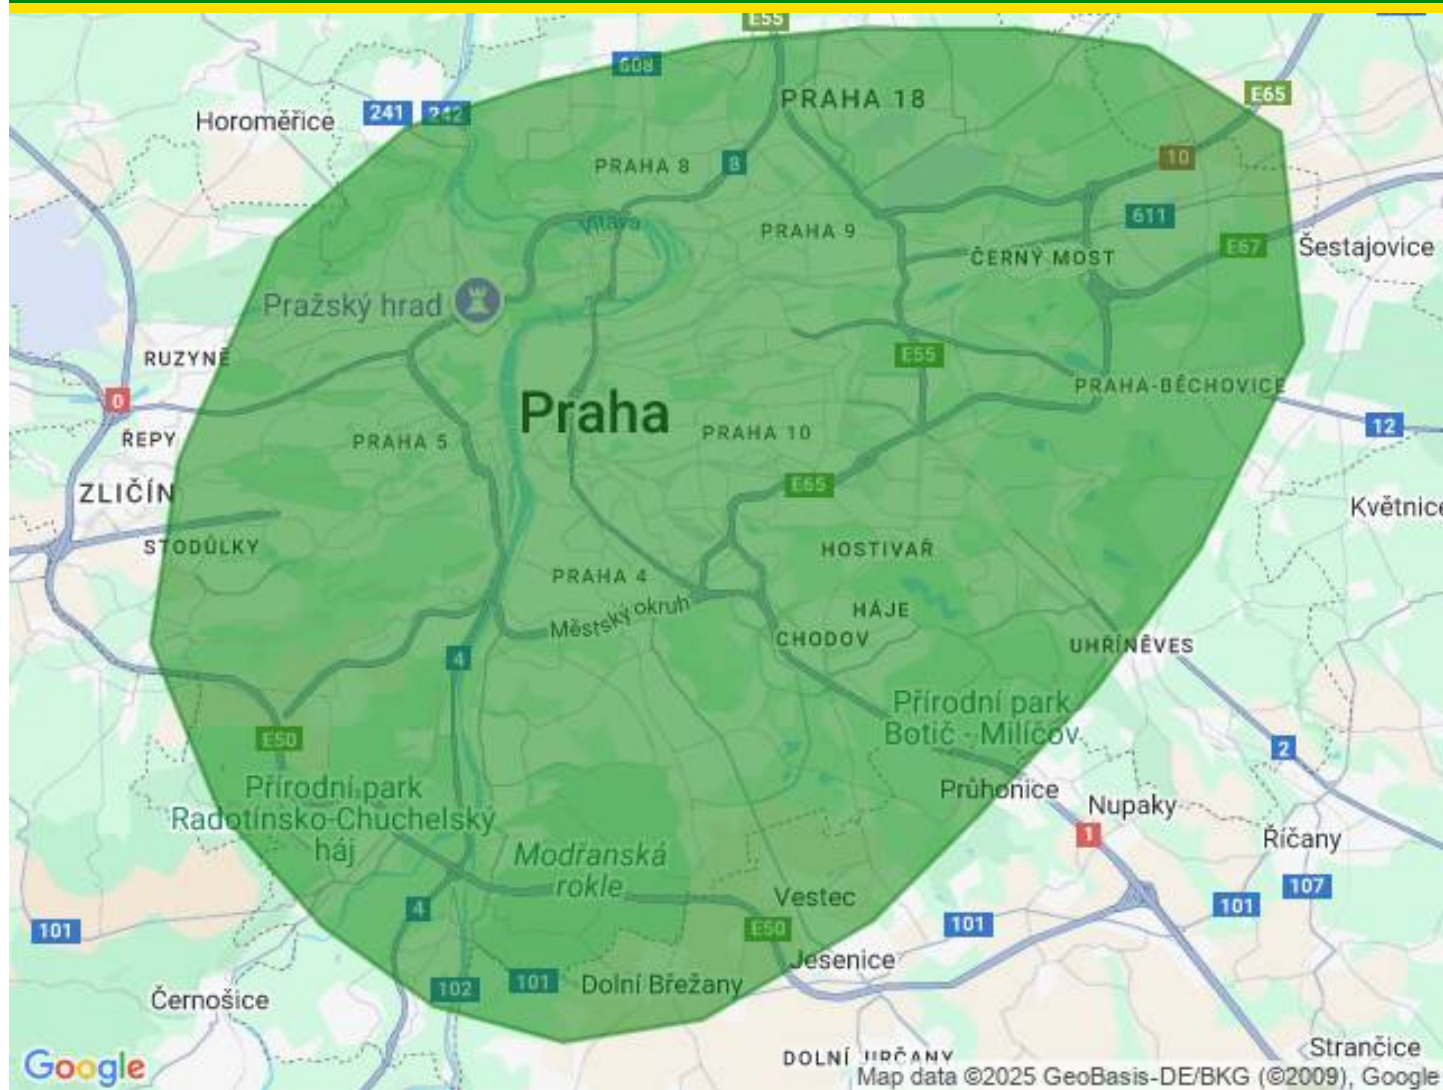 E55
608
PRAHA 18
E65
Horoměřice
241
242
PRAHA 8
8
10
611
Vltava
PRAHA 9
ČERNÝ MOST
E67
Šestajovice
Pražský hrad
RUZYNĚ
E55
PRAHA-BĚCHOVICE
0
Praha
12
ŘEPY
PRAHA 5
PRAHA 10
E65
ZLIČÍN
Květnice
STODŮLKY
HOSTIVAŘ
PRAHA 4
Městský okruh
HÁJE
CHODOV
UHŘÍNĚVES
4
Přírodní park
Botič - Milíčov
E50
2
Přírodní park
Radotínsko-Chuchelský
háj
Průhonice
Nupaky
1
Říčany
Modřanská
rokle
107
Vestec
4
101
101
101
E50
Jesenice
102
101
Dolní Břežany
Černošice
Google
DOLNÍ JIRČANY
Strančice
Map data ©2025 GeoBasis-DE/BKG (©2009), Google